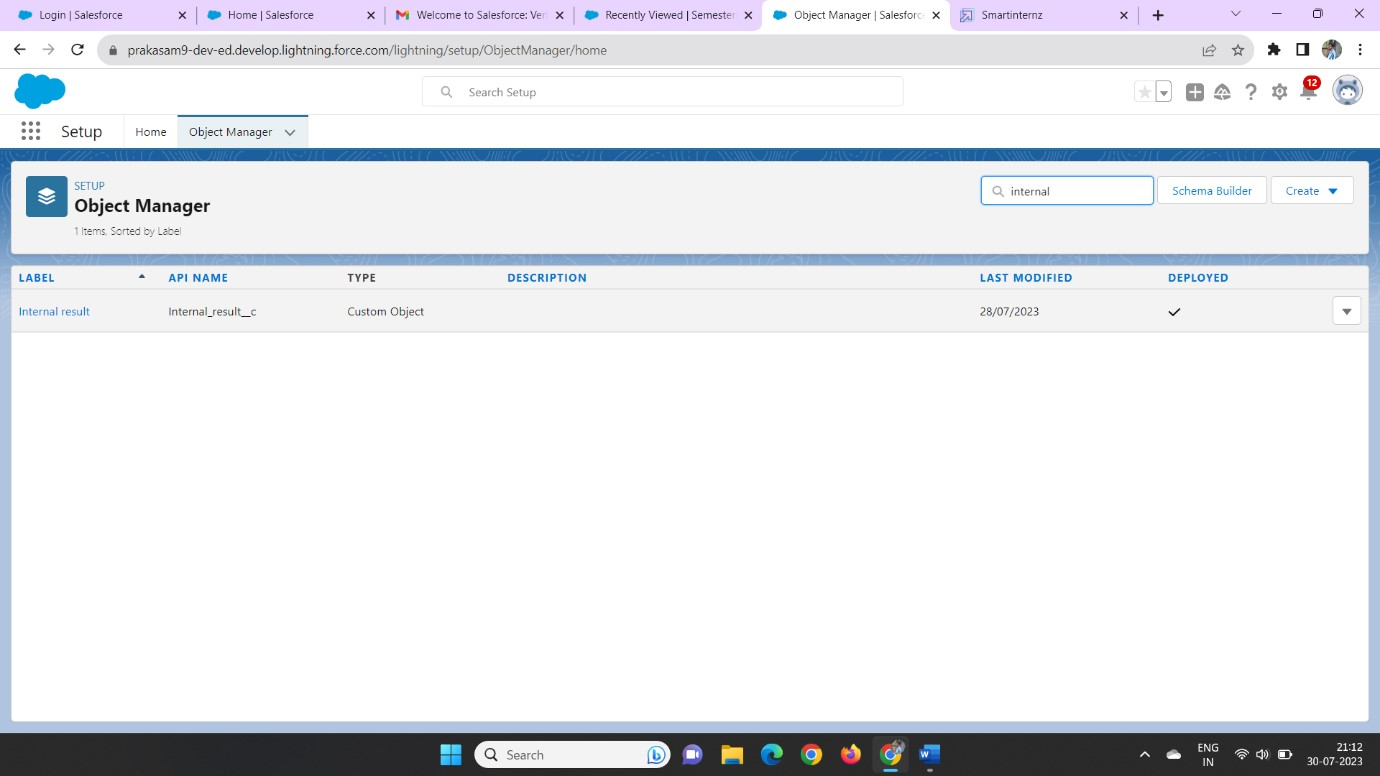 Login | Salesforce
Home | Salesforce
Welcome to Salesforce: Ver
Recently Viewed | Semester
Object Manager | Salesforce
Smartinternz
prakasam9-dev-ed.develop.lightning.force.com/lightning/setup/ObjectManager/home
Search Setup
12
Setup
Home
Object Manager
SETUP
Object Manager
1 Items, Sorted by Label
internal
Schema Builder
Create
LABEL API NAME TYPE DESCRIPTION LAST MODIFIED DEPLOYED
Internal result Internal_result__c Custom Object 28/07/2023
Search
ENG
IN
21:12
30-07-2023